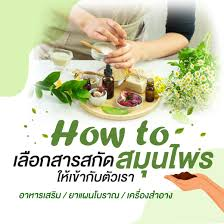 How to
เลือกสารสกัด สมุนไพร
ให้เข้ากับตัวเรา
อาหารเสริม / ยาแผนโบราณ / เครื่องสำอาง